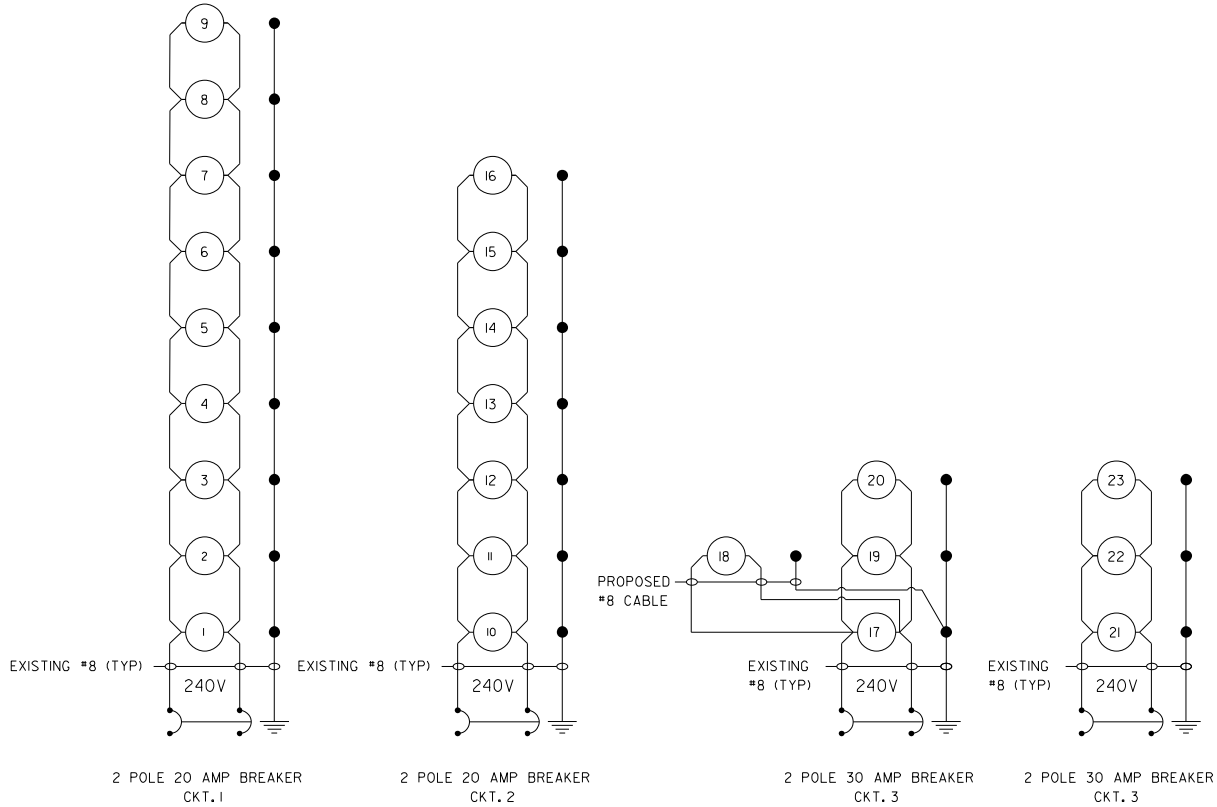 9
8
7
16
6
15
5
14
4
13
3
12
20
23
2
11
18
19
22
PROPOSED
#8 CABLE
1
10
17
21
EXISTING #8 (TYP)
EXISTING #8 (TYP)
EXISTING
#8 (TYP)
EXISTING
#8 (TYP)
240V
240V
240V
240V
2 POLE 20 AMP BREAKER
CKT.1
2 POLE 20 AMP BREAKER
CKT.2
2 POLE 30 AMP BREAKER
CKT.3
2 POLE 30 AMP BREAKER
CKT.3